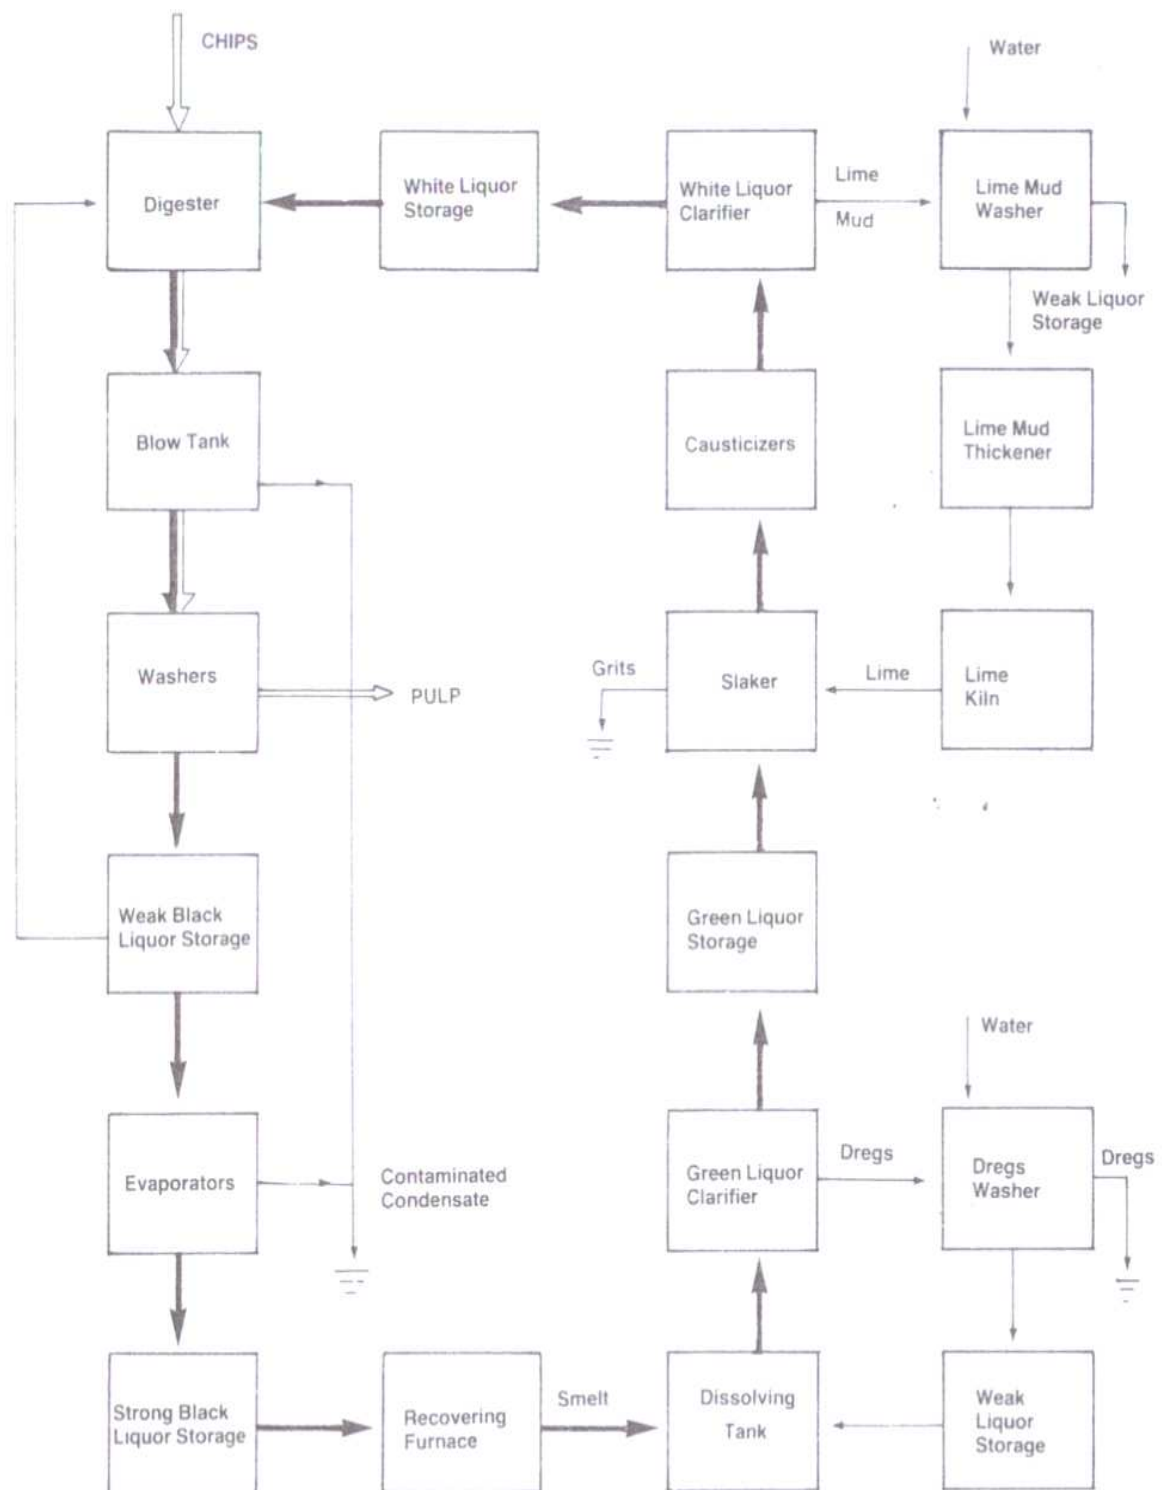 CHIPS
Water
Digester
White Liquor
Storage
White Liquor
Clarifier
Lime
Mud
Lime Mud
Washer
Weak Liquor
Storage
Blow Tank
Causticizers
Lime Mud
Thickener
Washers
PULP
Grits
Slaker
Lime
Lime
Kiln
Weak Black
Liquor Storage
Green Liquor
Storage
Water
Evaporators
Contaminated
Condensate
Green Liquor
Clarifier
Dregs
Dregs
Washer
Dregs
Strong Black
Liquor Storage
Recovering
Furnace
Smelt
Dissolving
Tank
Weak
Liquor
Storage